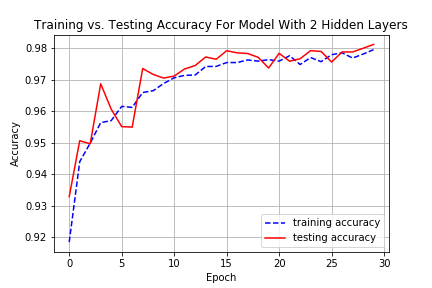 Training vs. Testing Accuracy For Model With 2 Hidden Layers
0.98
0.97
0.96
0.95
0.94
0.93
0.92
Accuracy
training accuracy
testing accuracy
0 5 10 15 20 25 30
Epoch